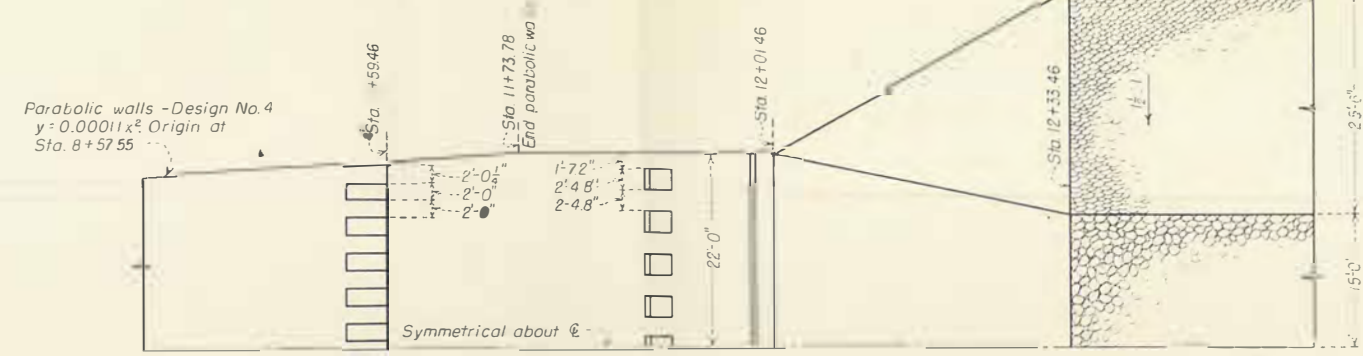 Parabolic walls - Design No. 4
y = 0.00011x². Origin at
Sta. 8+57.55
Sta. +59.46
Sta. 11+73.78
End parabolic wa
Sta. 12+01.46
Sta. 12+33.46
2'-0¼"
2'-0"
2'-0"
1'-7.2"
2'-4.8"
2'-4.8"
22'-0"
1½:1
15'-0"
Symmetrical about ℄